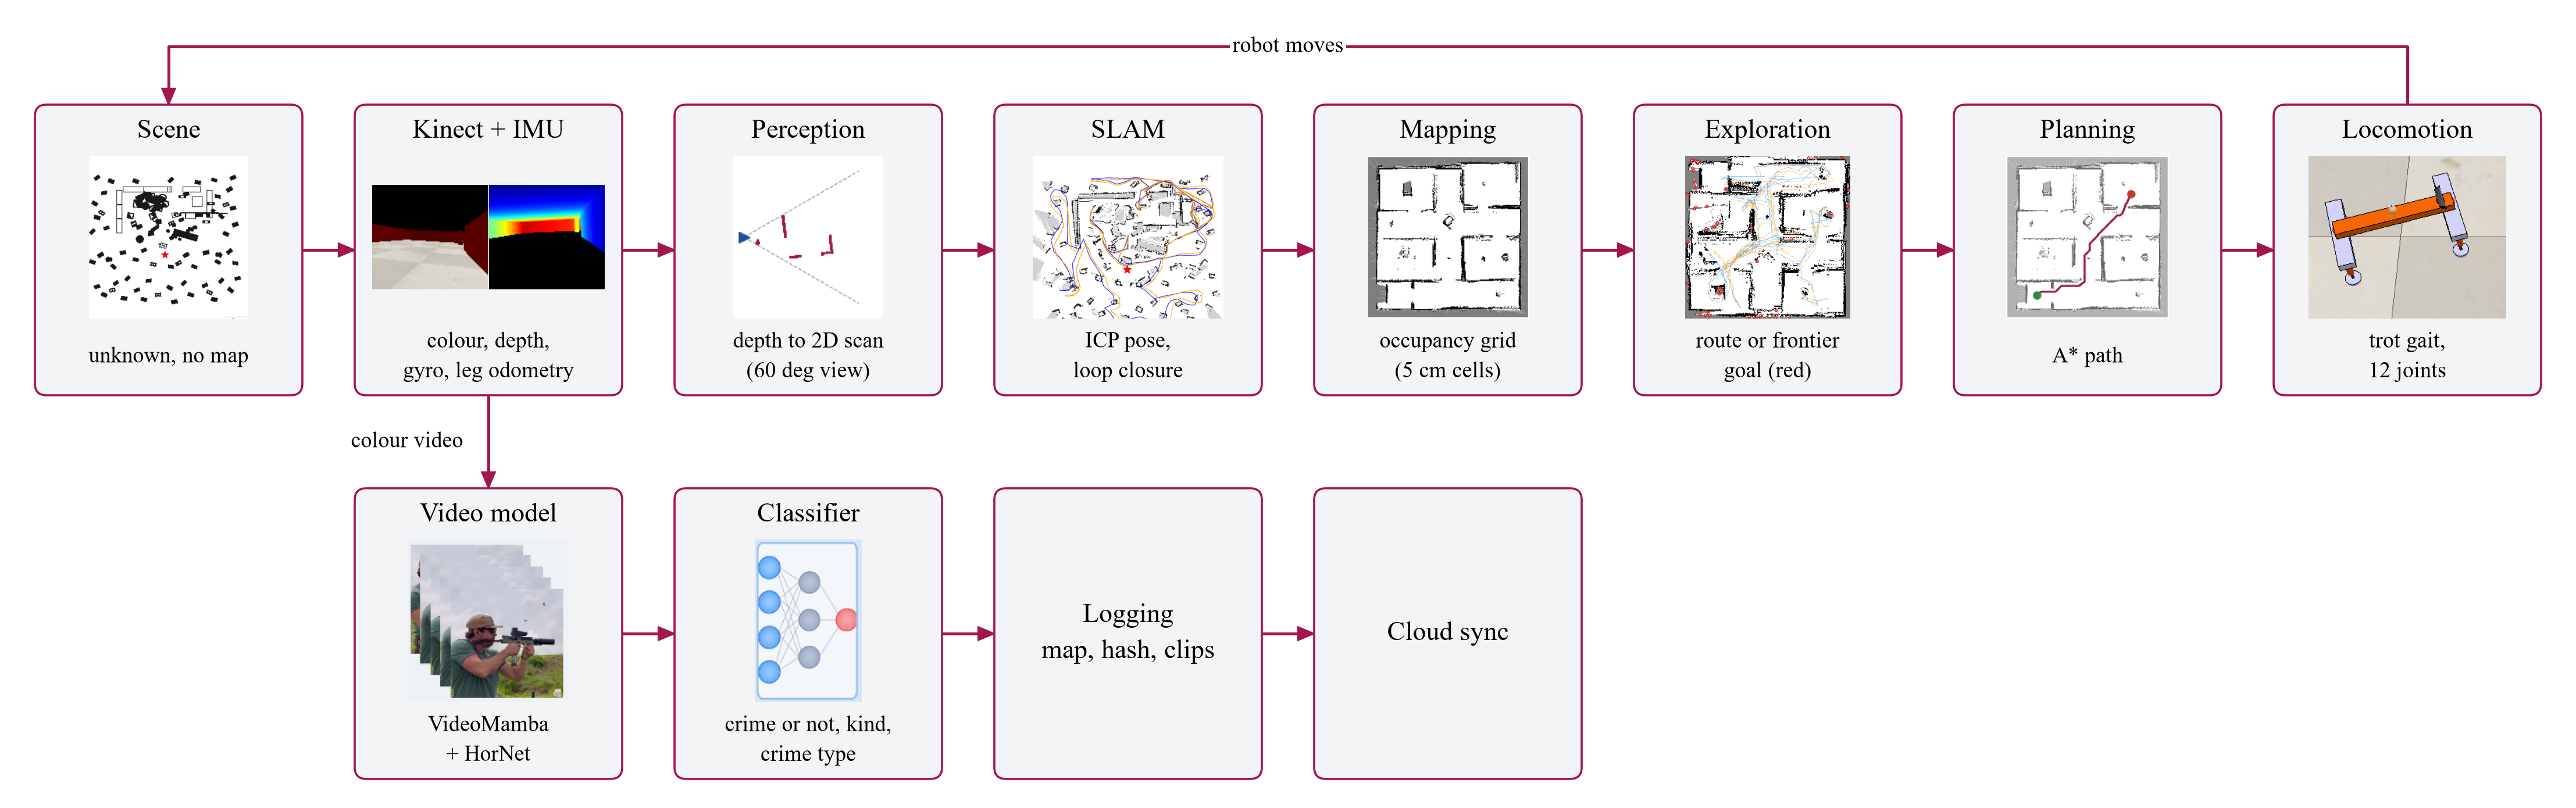 robot moves
Scene
unknown, no map
Kinect + IMU
colour, depth,
gyro, leg odometry
Perception
depth to 2D scan
(60 deg view)
SLAM
ICP pose,
loop closure
Mapping
occupancy grid
(5 cm cells)
Exploration
route or frontier
goal (red)
Planning
A* path
Locomotion
trot gait,
12 joints
colour video
Video model
VideoMamba
+ HorNet
Classifier
crime or not, kind,
crime type
Logging
map, hash, clips
Cloud sync